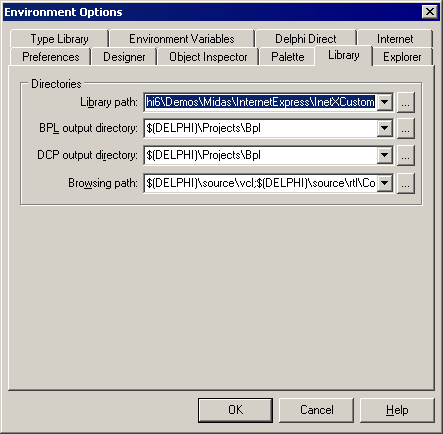 Environment Options
Type Library Environment Variables Delphi Direct Internet
Preferences Designer Object Inspector Palette Library Explorer
Directories
Library path: hi6\Demos\Midas\InternetExpress\InetXCustom ...
BPL output directory: $(DELPHI)\Projects\Bpl ...
DCP output directory: $(DELPHI)\Projects\Bpl ...
Browsing path: $(DELPHI)\source\vcl;$(DELPHI)\source\rtl\Co ...
OK Cancel Help